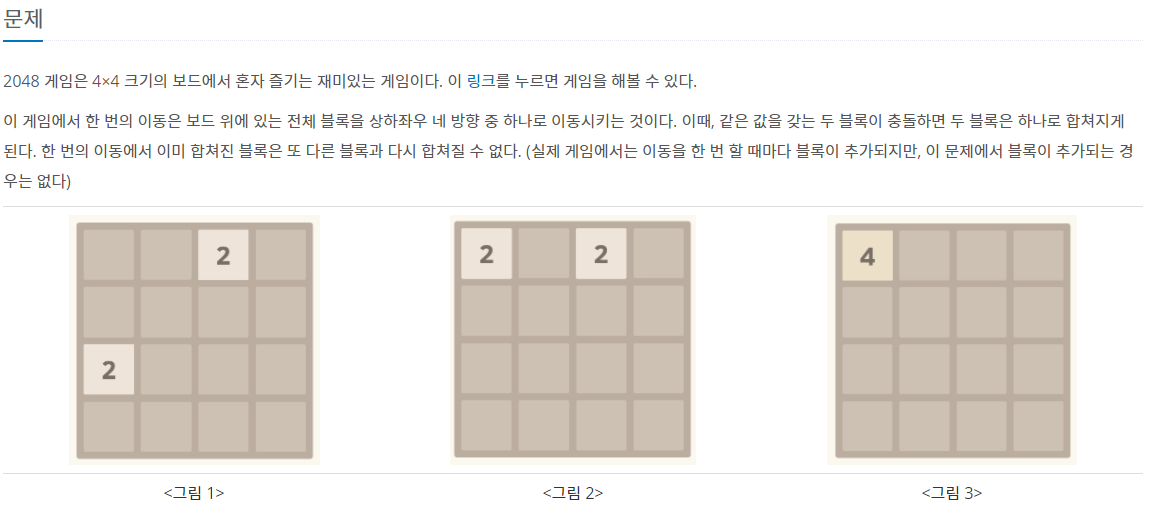 문제
2048 게임은 4×4 크기의 보드에서 혼자 즐기는 재미있는 게임이다. 이 링크를 누르면 게임을 해볼 수 있다.
이 게임에서 한 번의 이동은 보드 위에 있는 전체 블록을 상하좌우 네 방향 중 하나로 이동시키는 것이다. 이때, 같은 값을 갖는 두 블록이 충돌하면 두 블록은 하나로 합쳐지게
된다. 한 번의 이동에서 이미 합쳐진 블록은 또 다른 블록과 다시 합쳐질 수 없다. (실제 게임에서는 이동을 한 번 할 때마다 블록이 추가되지만, 이 문제에서 블록이 추가되는 경
우는 없다)
2
2
2 2
4
<그림 1> <그림 2> <그림 3>